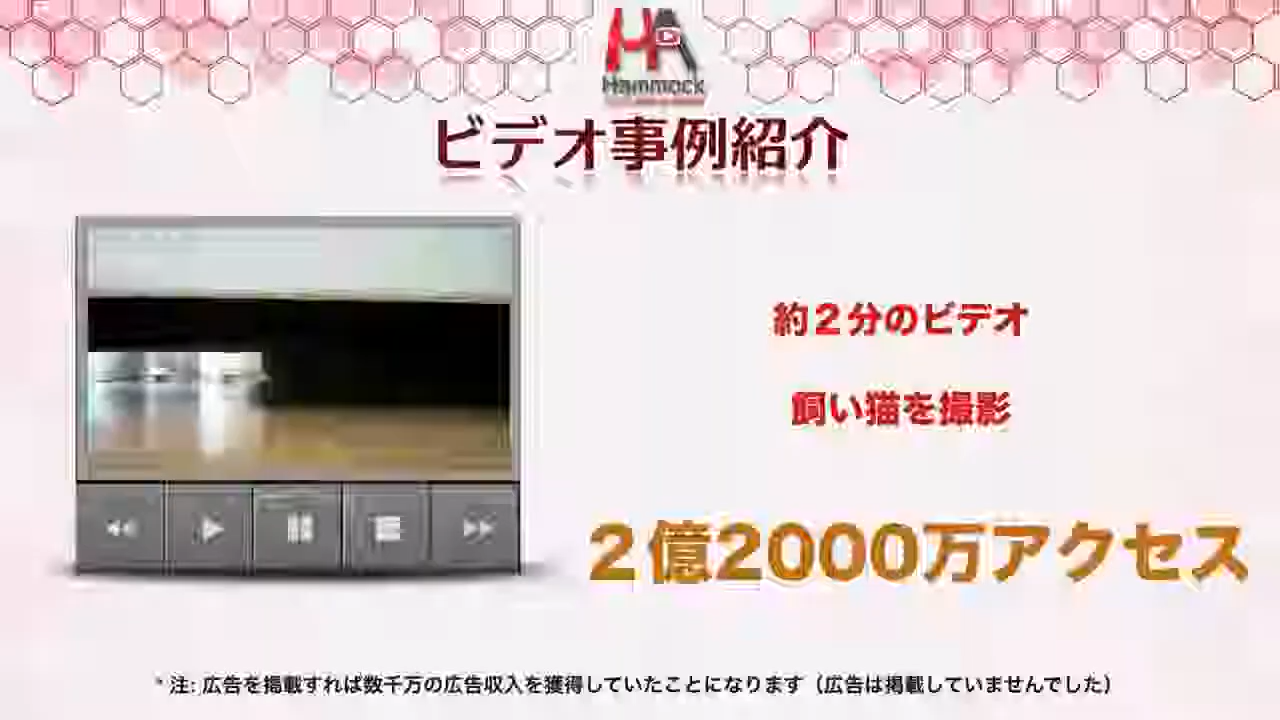 Hammock
ビデオ事例紹介
約２分のビデオ
飼い猫を撮影
２億2000万アクセス
* 注: 広告を掲載すれば数千万の広告収入を獲得していたことになります（広告は掲載していませんでした）